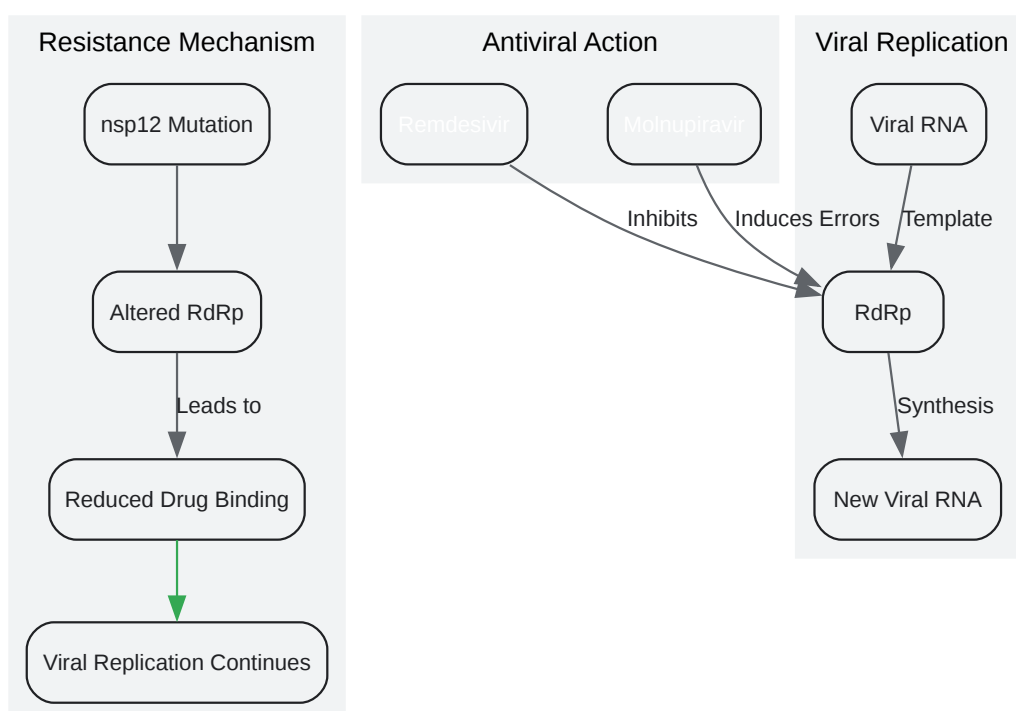 Resistance Mechanism
nsp12 Mutation
Altered RdRp
Leads to
Reduced Drug Binding
Viral Replication Continues
Antiviral Action
Remdesivir
Molnupiravir
Inhibits
Induces Errors
Viral Replication
Viral RNA
Template
RdRp
Synthesis
New Viral RNA